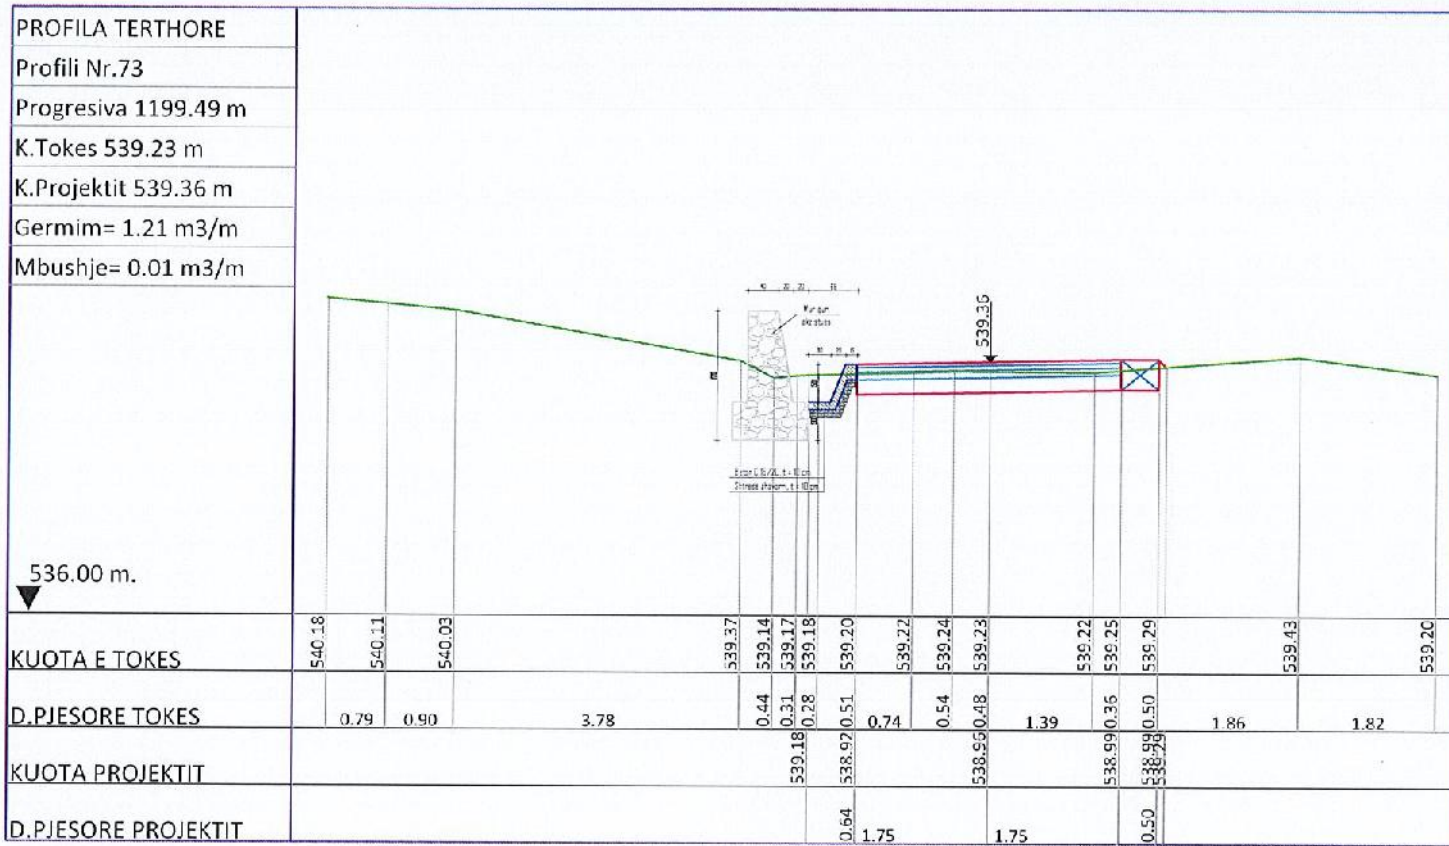 PROFILA TERTHORE
Profili Nr.73
Progresiva 1199.49 m
K.Tokes 539.23 m
K.Projektit 539.36 m
Germim= 1.21 m3/m
Mbushje= 0.01 m3/m
539.36
536.00 m.
KUOTA E TOKES 540.18 540.11 540.03 539.37 539.14 539.17 539.18 539.20 539.22 539.24 539.23 539.22 539.25 539.29 539.43 539.20
D.PJESORE TOKES 0.79 0.90 3.78 0.44 0.31 0.28 0.51 0.74 0.54 0.48 1.39 0.36 0.50 1.86 1.82
KUOTA PROJEKTIT 539.18 538.92 538.96 538.99 538.99 539.29
D.PJESORE PROJEKTIT 0.64 1.75 1.75 0.50